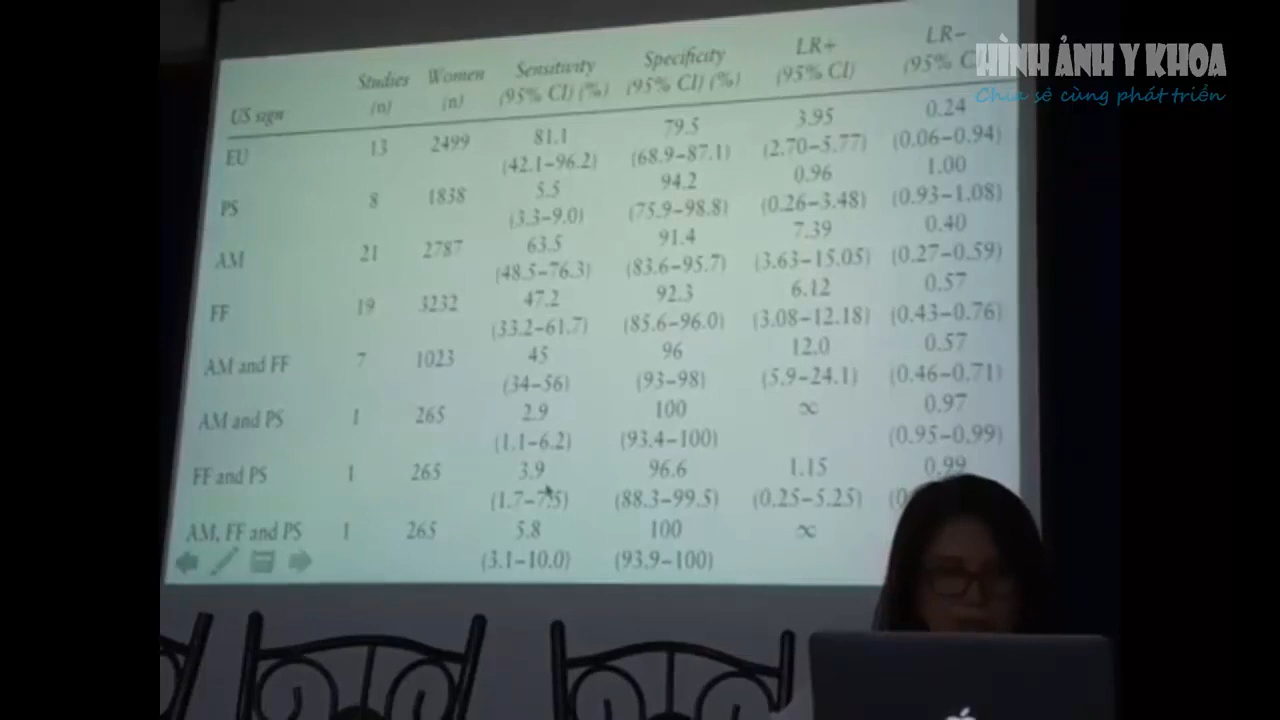 HÌNH ẢNH Y KHOA
Chia sẻ cùng phát triển
US sign Studies (n) Women (n) Sensitivity (95% CI) (%) Specificity (95% CI) (%) LR+ (95% CI) LR− (95% C
EU 13 2499 81.1 79.5 3.95 0.24
(42.1–96.2) (68.9–87.1) (2.70–5.77) (0.06–0.94)
PS 8 1838 5.5 94.2 0.96 1.00
(3.3–9.0) (75.9–98.8) (0.26–3.48) (0.93–1.08)
AM 21 2787 63.5 91.4 7.39 0.40
(48.5–76.3) (83.6–95.7) (3.63–15.05) (0.27–0.59)
FF 19 3232 47.2 92.3 6.12 0.57
(33.2–61.7) (85.6–96.0) (3.08–12.18) (0.43–0.76)
AM and FF 7 1023 45 96 12.0 0.57
(34–56) (93–98) (5.9–24.1) (0.46–0.71)
AM and PS 1 265 2.9 100 ∞ 0.97
(1.1–6.2) (93.4–100) (0.95–0.99)
FF and PS 1 265 3.9 96.6 1.15 0.99
(1.7–7.5) (88.3–99.5) (0.25–5.25)
AM, FF and PS 1 265 5.8 100 ∞
(3.1–10.0) (93.9–100)